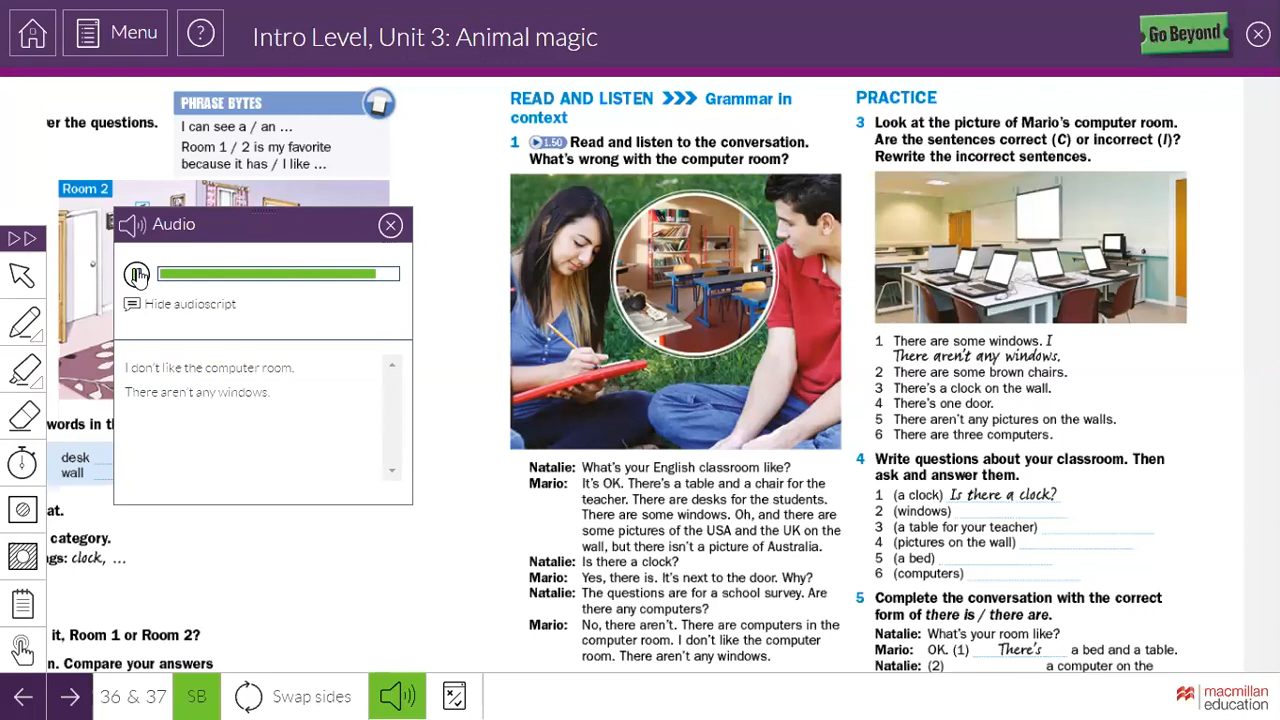 Menu
?
Intro Level, Unit 3: Animal magic
Go Beyond
er the questions.
PHRASE BYTES
I can see a / an ...
Room 1 / 2 is my favorite
because it has / I like ...
Room 2
Audio
Hide audioscript
I don't like the computer room.
There aren't any windows.
words in th
desk
wall
at.
category.
gs: clock, ...
it, Room 1 or Room 2?
n. Compare your answers
READ AND LISTEN >>> Grammar in
context
1 1.50 Read and listen to the conversation.
What's wrong with the computer room?
Natalie: What's your English classroom like?
Mario: It's OK. There's a table and a chair for the
teacher. There are desks for the students.
There are some windows. Oh, and there are
some pictures of the USA and the UK on the
wall, but there isn't a picture of Australia.
Natalie: Is there a clock?
Mario: Yes, there is. It's next to the door. Why?
Natalie: The questions are for a school survey. Are
there any computers?
Mario: No, there aren't. There are computers in the
computer room. I don't like the computer
room. There aren't any windows.
PRACTICE
3 Look at the picture of Mario's computer room.
Are the sentences correct (C) or incorrect (I)?
Rewrite the incorrect sentences.
1 There are some windows. I
There aren't any windows.
2 There are some brown chairs.
3 There's a clock on the wall.
4 There's one door.
5 There aren't any pictures on the walls.
6 There are three computers.
4 Write questions about your classroom. Then
ask and answer them.
1 (a clock) Is there a clock?
2 (windows)
3 (a table for your teacher)
4 (pictures on the wall)
5 (a bed)
6 (computers)
5 Complete the conversation with the correct
form of there is / there are.
Natalie: What's your room like?
Mario: OK. (1) There's a bed and a table.
Natalie: (2) a computer on the
36 & 37
SB
Swap sides
macmillan
education